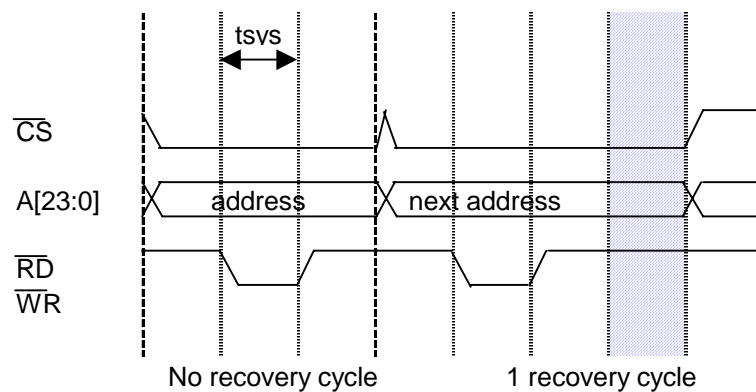 tsvs
CS
A[23:0] address next address
RD
WR
No recovery cycle 1 recovery cycle